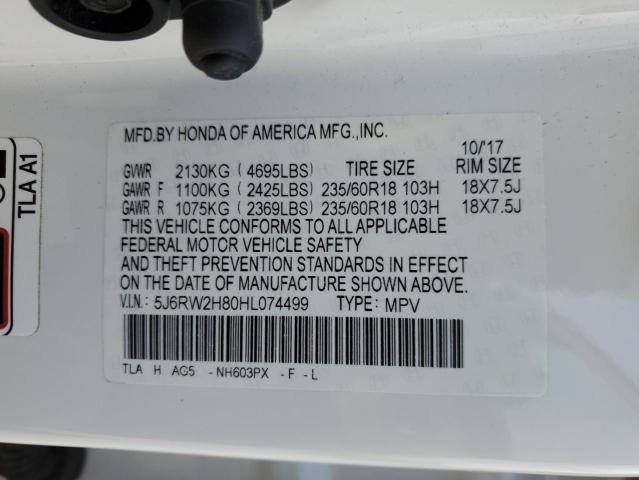 MFD.BY HONDA OF AMERICA MFG.,INC.
10/'17
GVWR 2130KG (4695LBS) TIRE SIZE RIM SIZE
GAWR F 1100KG (2425LBS) 235/60R18 103H 18X7.5J
GAWR R 1075KG (2369LBS) 235/60R18 103H 18X7.5J
THIS VEHICLE CONFORMS TO ALL APPLICABLE
FEDERAL MOTOR VEHICLE SAFETY
AND THEFT PREVENTION STANDARDS IN EFFECT
ON THE DATE OF MANUFACTURE SHOWN ABOVE.
V.I.N.: 5J6RW2H80HL074499 TYPE: MPV
TLA H AG5 -NH603PX -F -L
TLA A1